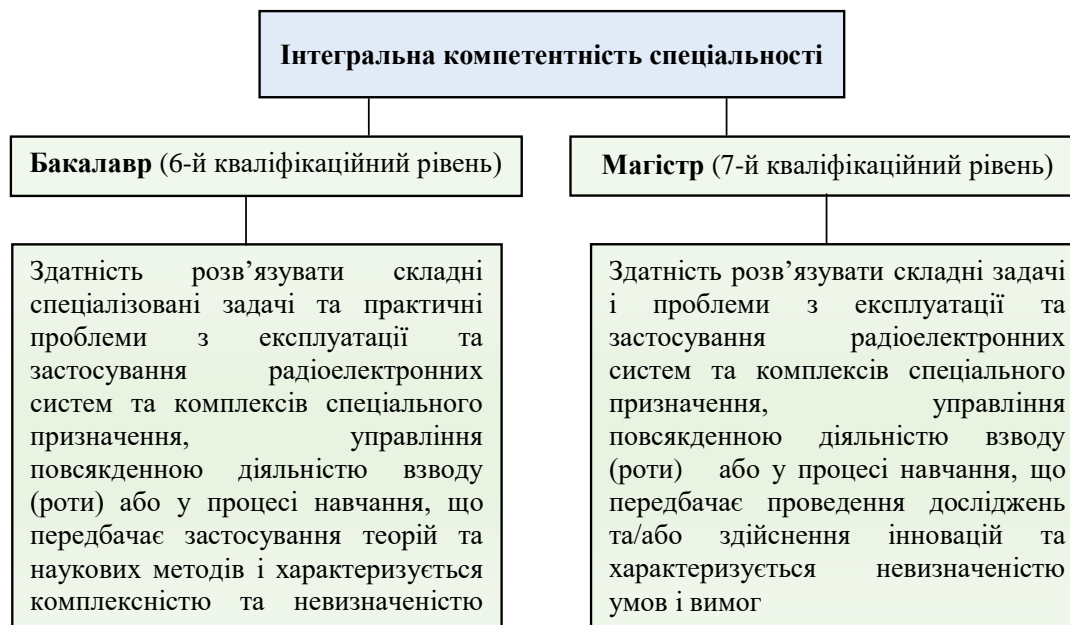 Інтегральна компетентність спеціальності
Бакалавр (6-й кваліфікаційний рівень)
Магістр (7-й кваліфікаційний рівень)
Здатність розв’язувати складні
спеціалізовані задачі та практичні
проблеми з експлуатації та
застосування радіоелектронних
систем та комплексів спеціального
призначення, управління
повсякденною діяльністю взводу
(роти) або у процесі навчання, що
передбачає застосування теорій та
наукових методів і характеризується
комплексністю та невизначеністю
Здатність розв’язувати складні задачі
і проблеми з експлуатації та
застосування радіоелектронних
систем та комплексів спеціального
призначення, управління
повсякденною діяльністю взводу
(роти) або у процесі навчання, що
передбачає проведення досліджень
та/або здійснення інновацій та
характеризується невизначеністю
умов і вимог